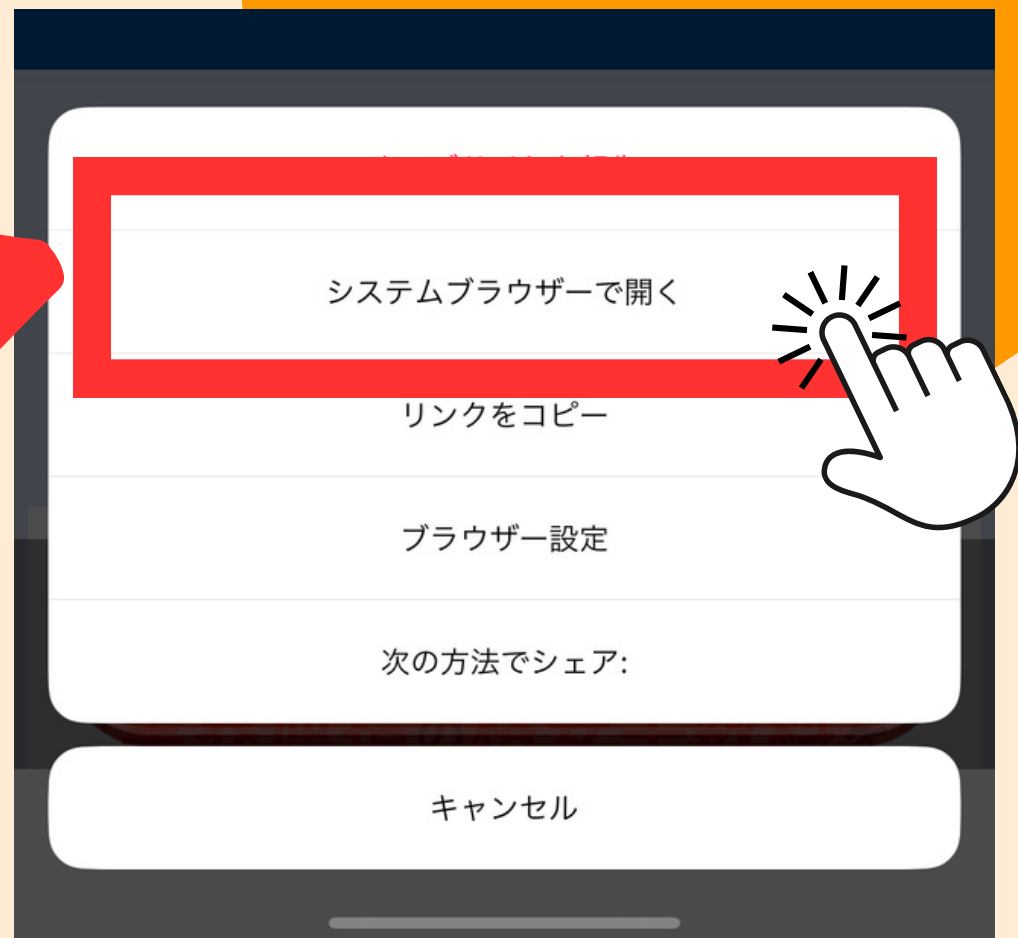 システムブラウザーで開く
リンクをコピー
ブラウザー設定
次の方法でシェア:
キャンセル